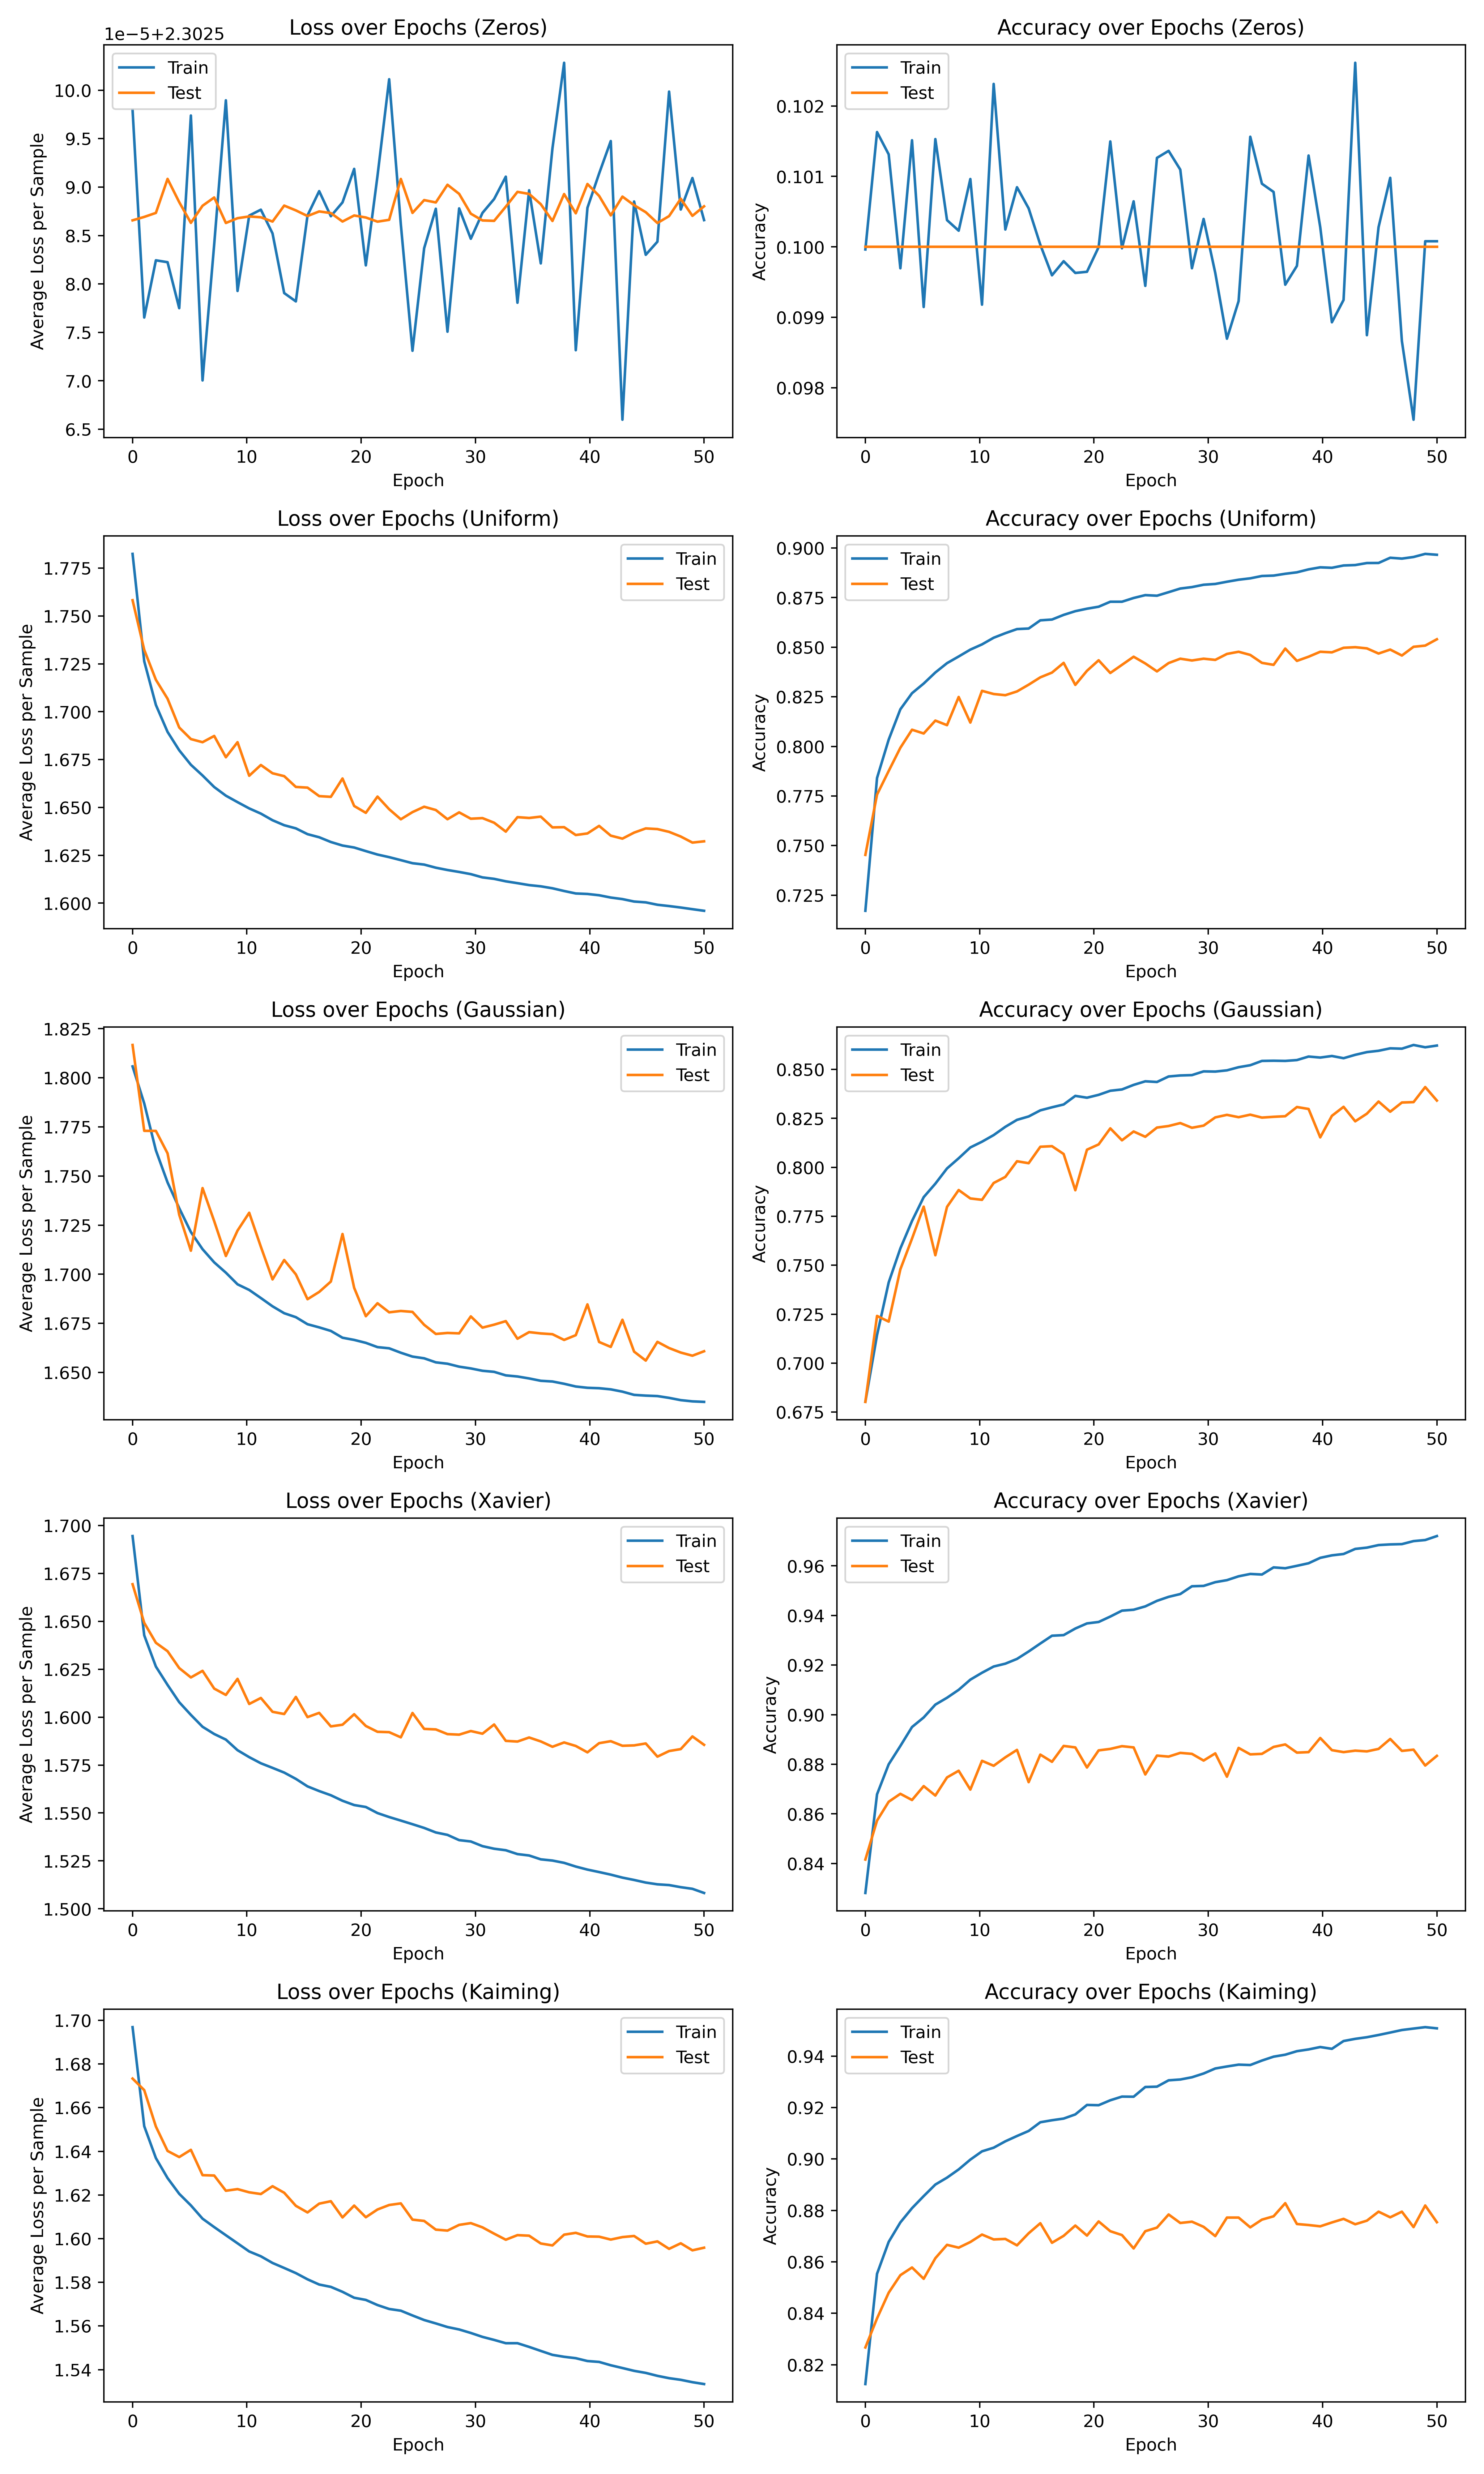 Loss over Epochs (Zeros)
1e−5+2.3025
Train
Test
10.0
9.5
9.0
8.5
8.0
7.5
7.0
6.5
Average Loss per Sample
0 10 20 30 40 50
Epoch
Accuracy over Epochs (Zeros)
Train
Test
0.102
0.101
0.100
0.099
0.098
Accuracy
0 10 20 30 40 50
Epoch
Loss over Epochs (Uniform)
Train
Test
1.775
1.750
1.725
1.700
1.675
1.650
1.625
1.600
Average Loss per Sample
0 10 20 30 40 50
Epoch
Accuracy over Epochs (Uniform)
Train
Test
0.900
0.875
0.850
0.825
0.800
0.775
0.750
0.725
Accuracy
0 10 20 30 40 50
Epoch
Loss over Epochs (Gaussian)
Train
Test
1.825
1.800
1.775
1.750
1.725
1.700
1.675
1.650
Average Loss per Sample
0 10 20 30 40 50
Epoch
Accuracy over Epochs (Gaussian)
Train
Test
0.850
0.825
0.800
0.775
0.750
0.725
0.700
0.675
Accuracy
0 10 20 30 40 50
Epoch
Loss over Epochs (Xavier)
Train
Test
1.700
1.675
1.650
1.625
1.600
1.575
1.550
1.525
1.500
Average Loss per Sample
0 10 20 30 40 50
Epoch
Accuracy over Epochs (Xavier)
Train
Test
0.96
0.94
0.92
0.90
0.88
0.86
0.84
Accuracy
0 10 20 30 40 50
Epoch
Loss over Epochs (Kaiming)
Train
Test
1.70
1.68
1.66
1.64
1.62
1.60
1.58
1.56
1.54
Average Loss per Sample
0 10 20 30 40 50
Epoch
Accuracy over Epochs (Kaiming)
Train
Test
0.94
0.92
0.90
0.88
0.86
0.84
0.82
Accuracy
0 10 20 30 40 50
Epoch